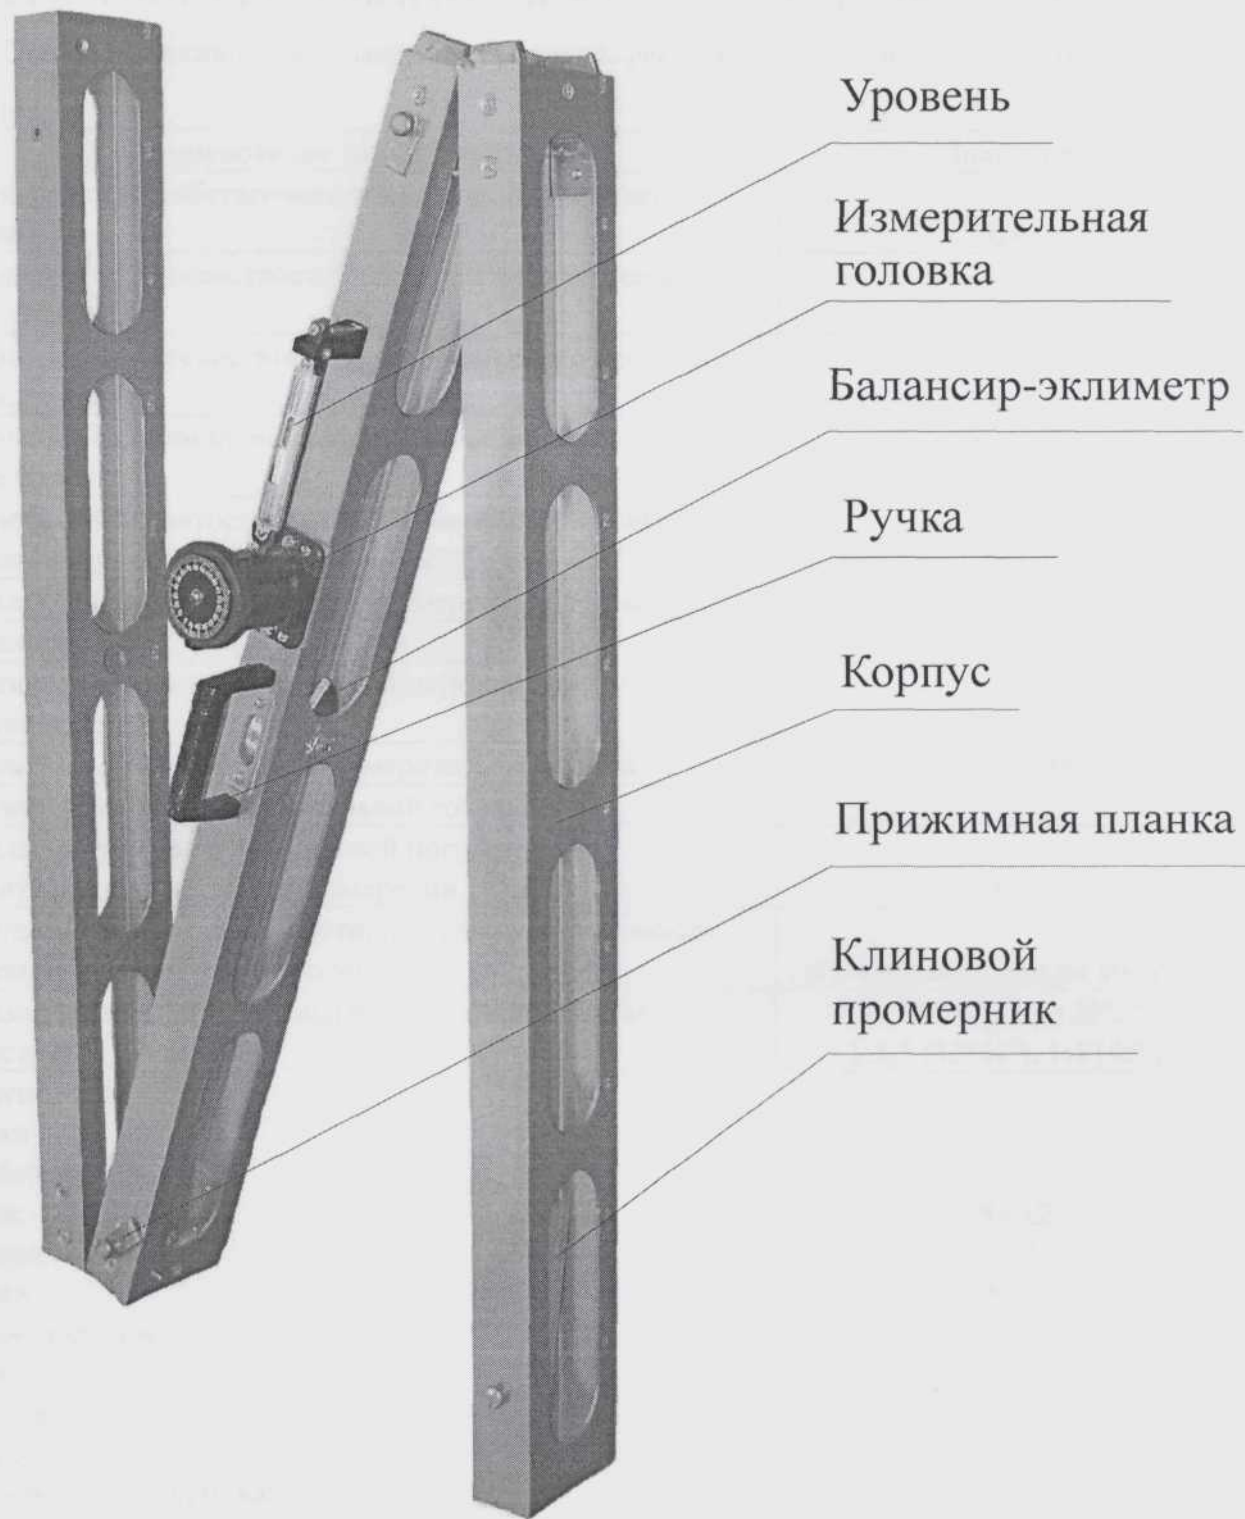 Уровень
Измерительная
головка
Балансир-эклиметр
Ручка
Корпус
Прижимная планка
Клиновой
промерник